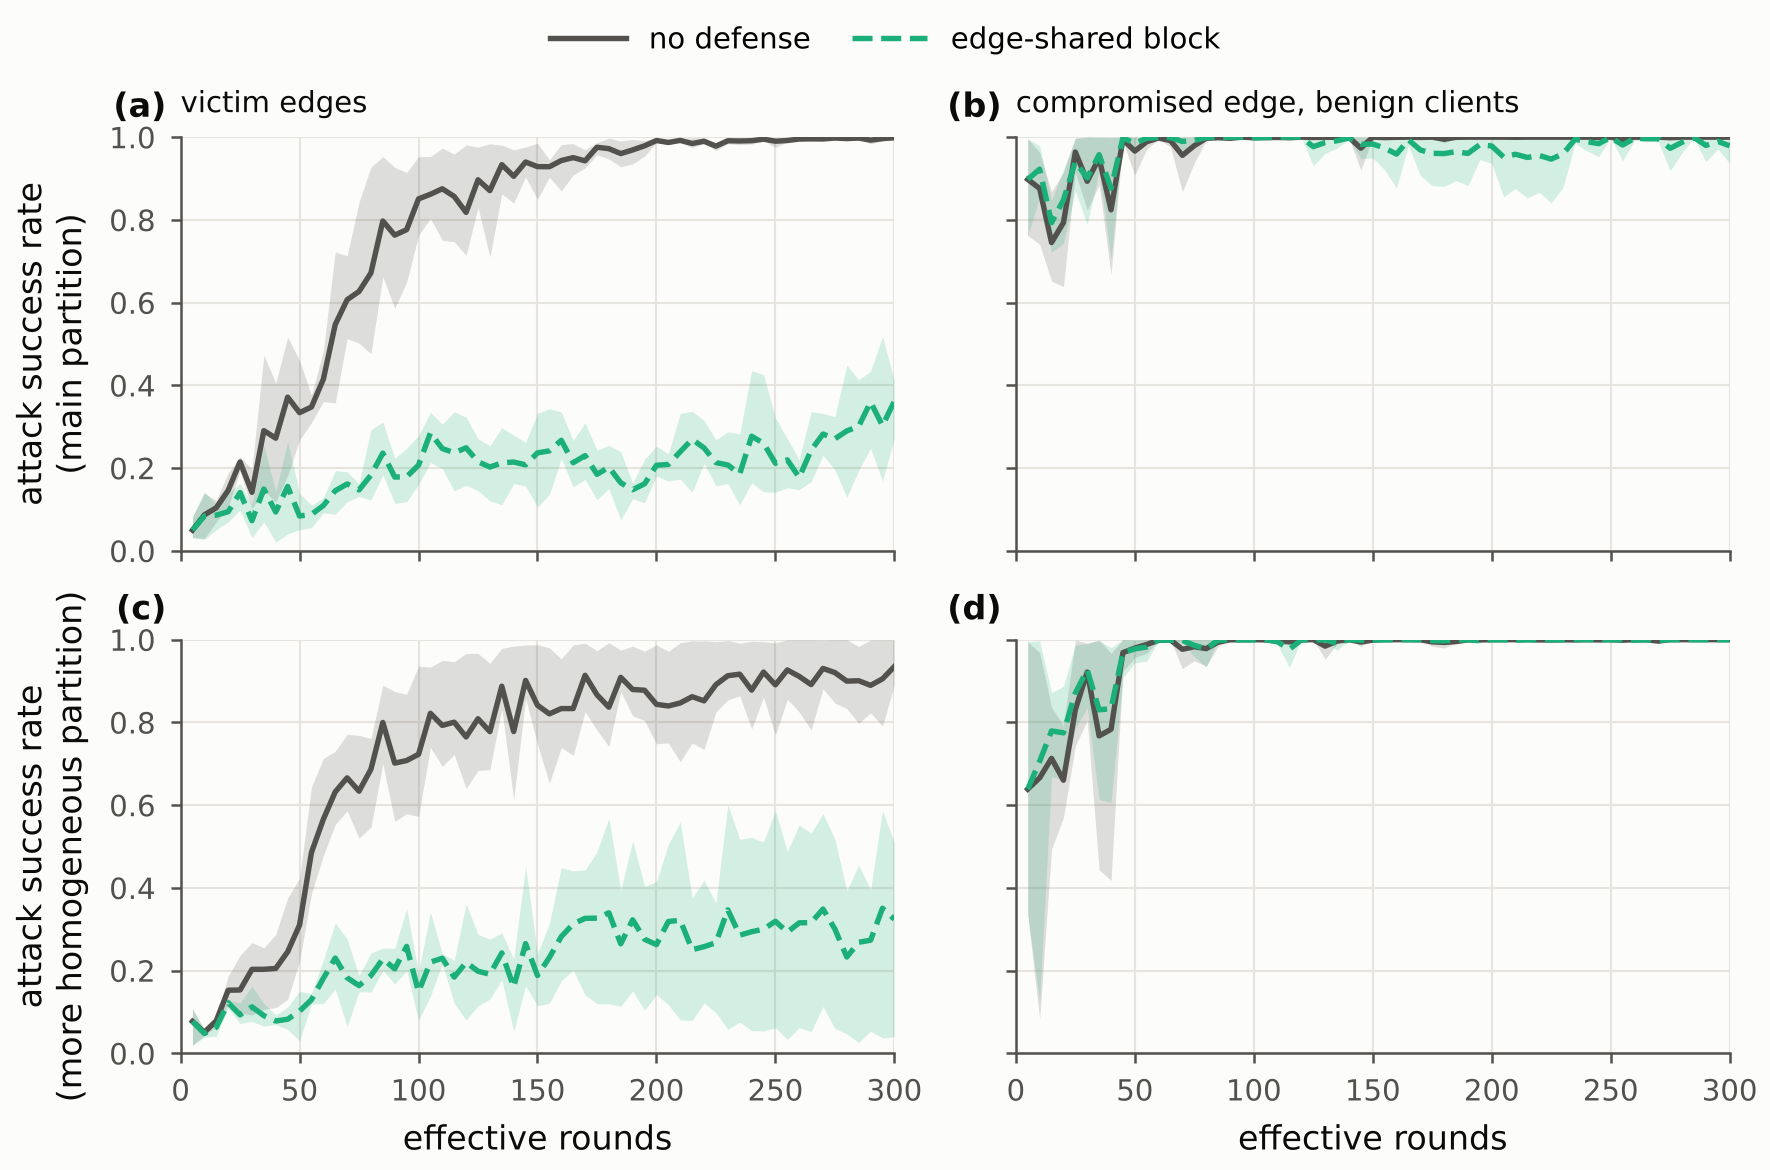 no defense
edge-shared block
(a) victim edges
(b) compromised edge, benign clients
attack success rate
(main partition)
1.0
0.8
0.6
0.4
0.2
0.0
(c)
(d)
attack success rate
(more homogeneous partition)
1.0
0.8
0.6
0.4
0.2
0.0
0 50 100 150 200 250 300
0 50 100 150 200 250 300
effective rounds
effective rounds